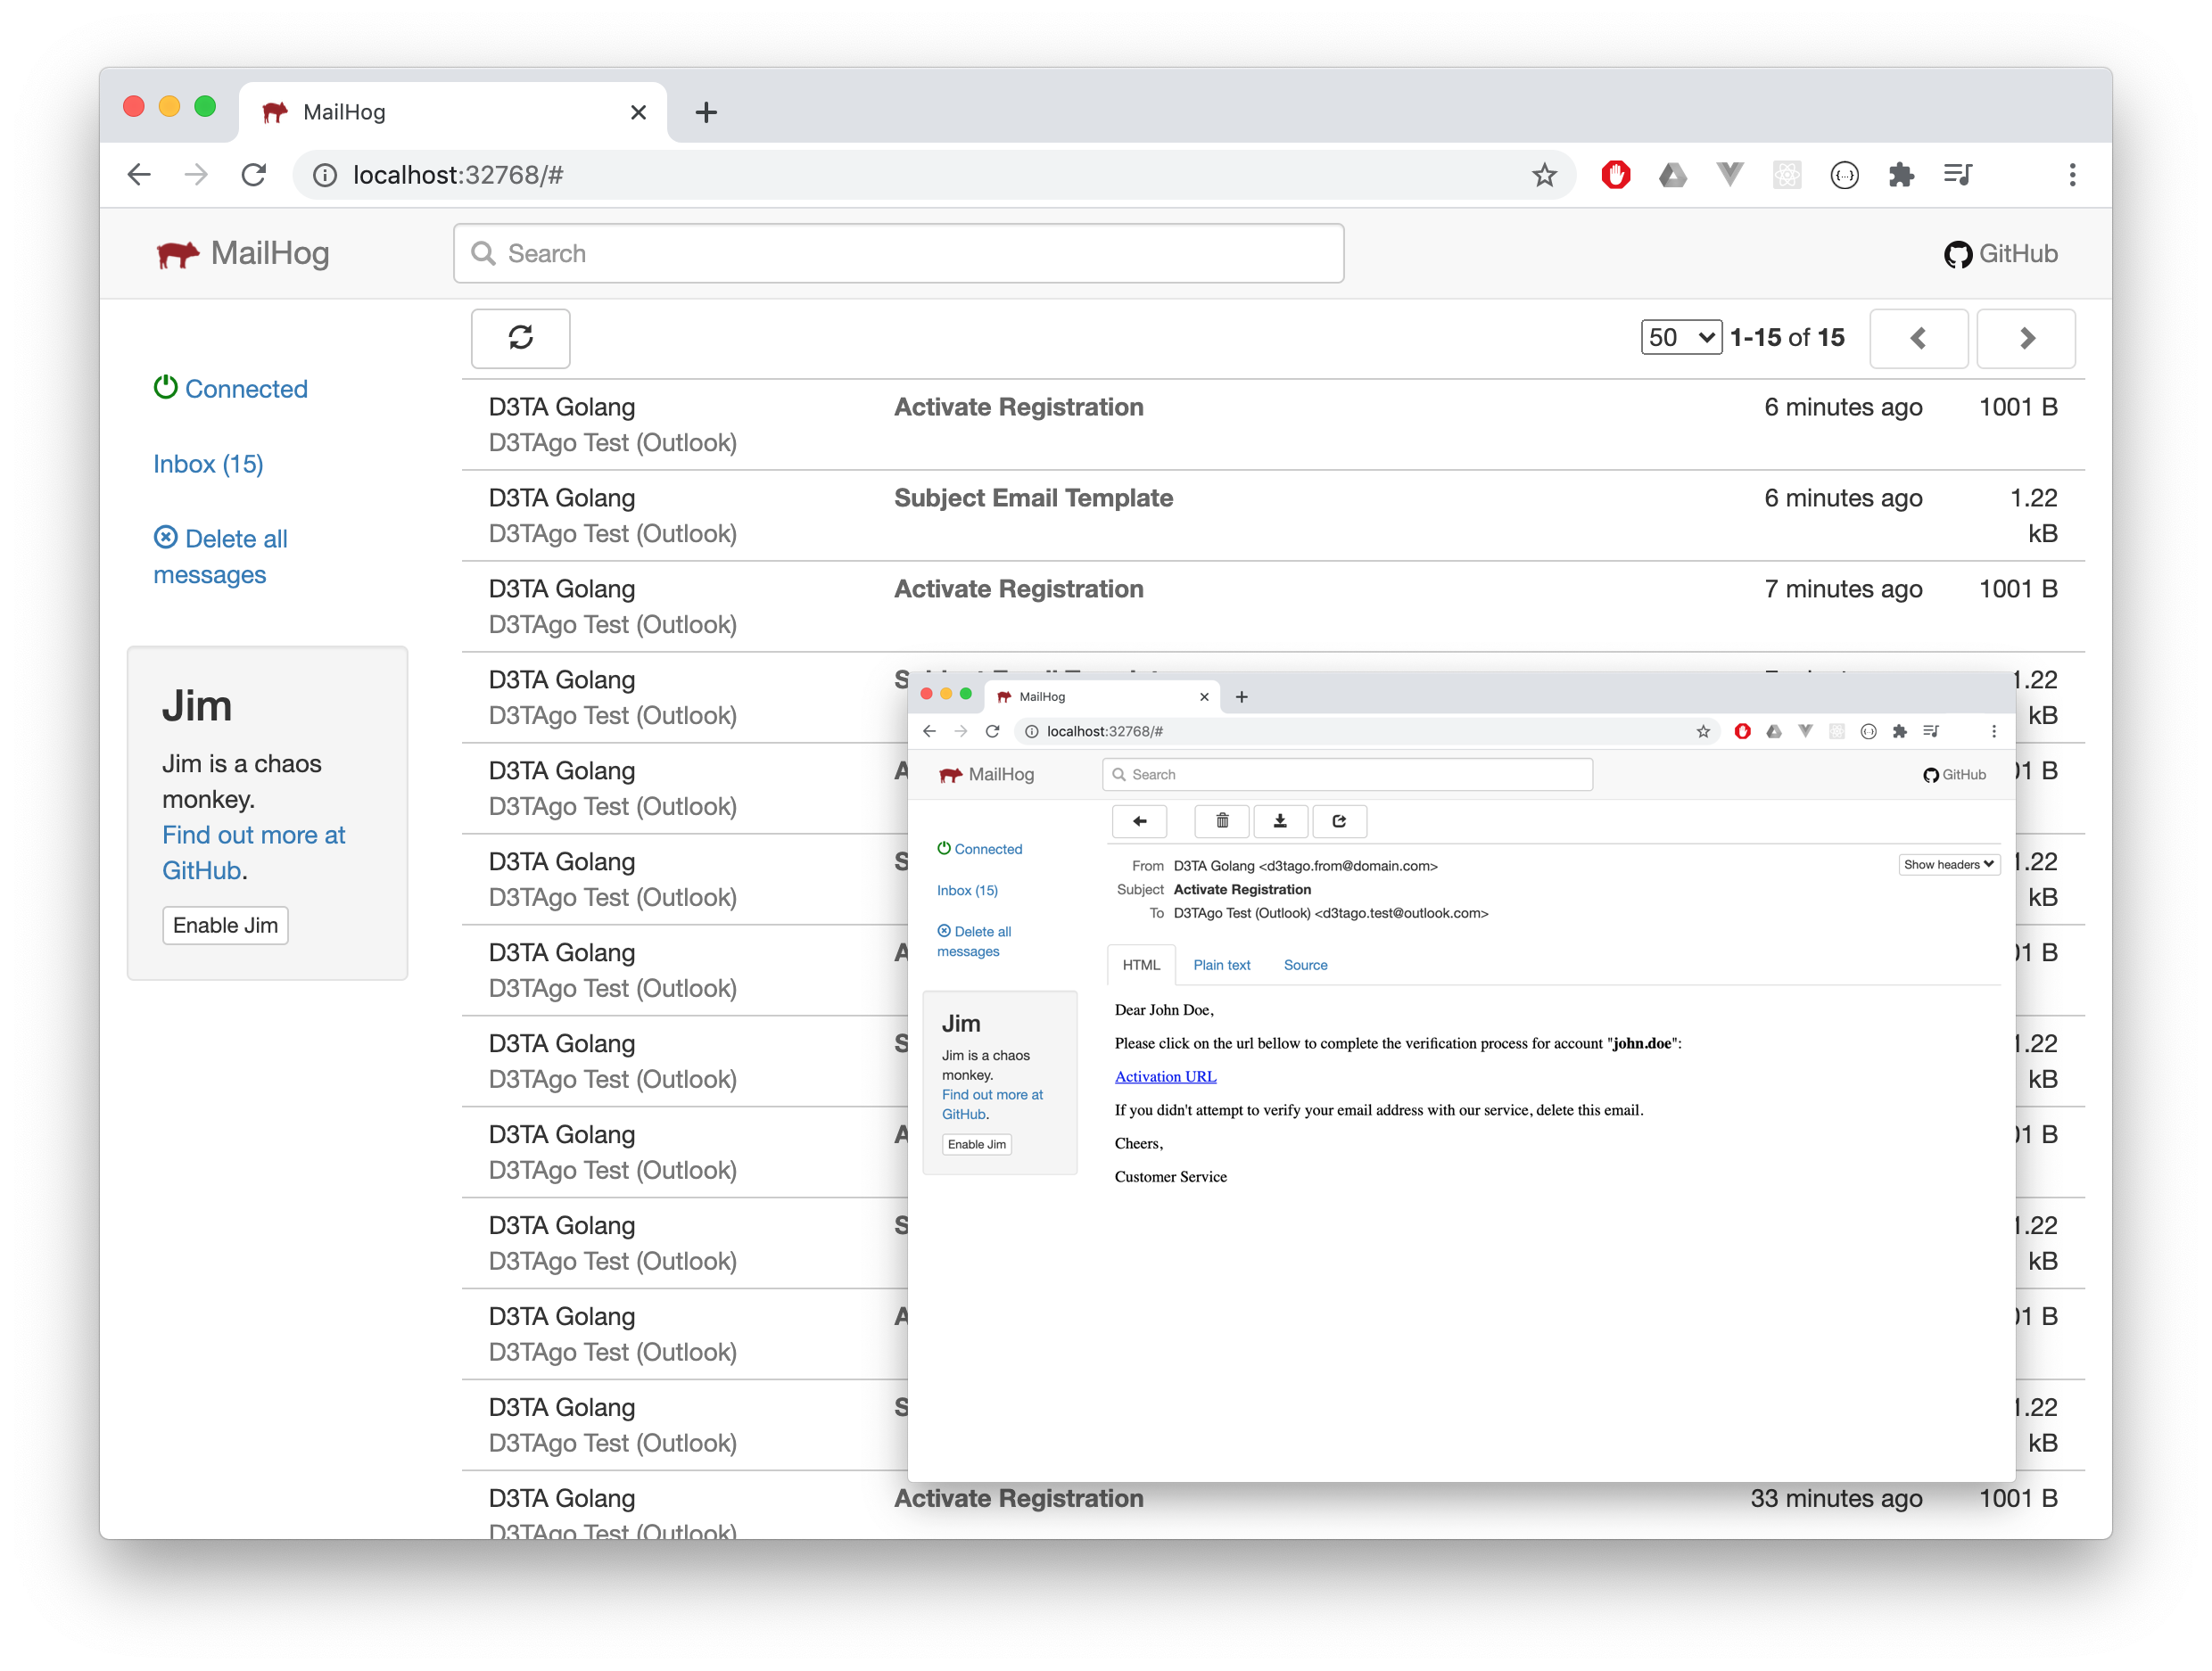 MailHog
localhost:32768/#
MailHog
Search
GitHub
50 1-15 of 15
Connected
Inbox (15)
Delete all
messages
Jim
Jim is a chaos
monkey.
Find out more at
GitHub.
Enable Jim
D3TA Golang Activate Registration 6 minutes ago 1001 B
D3TAgo Test (Outlook)
D3TA Golang Subject Email Template 6 minutes ago 1.22
D3TAgo Test (Outlook) kB
D3TA Golang Activate Registration 7 minutes ago 1001 B
D3TAgo Test (Outlook)
D3TA Golang 1.22
D3TAgo Test (Outlook) kB
D3TA Golang B
D3TAgo Test (Outlook)
D3TA Golang 1.22
D3TAgo Test (Outlook) kB
D3TA Golang B
D3TAgo Test (Outlook)
D3TA Golang 1.22
D3TAgo Test (Outlook) kB
D3TA Golang B
D3TAgo Test (Outlook)
D3TA Golang 1.22
D3TAgo Test (Outlook) kB
D3TA Golang B
D3TAgo Test (Outlook)
D3TA Golang 1.22
D3TAgo Test (Outlook) kB
D3TA Golang Activate Registration 33 minutes ago 1001 B
D3TAgo Test (Outlook)
MailHog
localhost:32768/#
MailHog
Search
GitHub
Connected
Inbox (15)
Delete all
messages
Jim
Jim is a chaos
monkey.
Find out more at
GitHub.
Enable Jim
From D3TA Golang <d3tago.from@domain.com>
Show headers
Subject Activate Registration
To D3TAgo Test (Outlook) <d3tago.test@outlook.com>
HTML Plain text Source
Dear John Doe,
Please click on the url bellow to complete the verification process for account "john.doe":
Activation URL
If you didn't attempt to verify your email address with our service, delete this email.
Cheers,
Customer Service